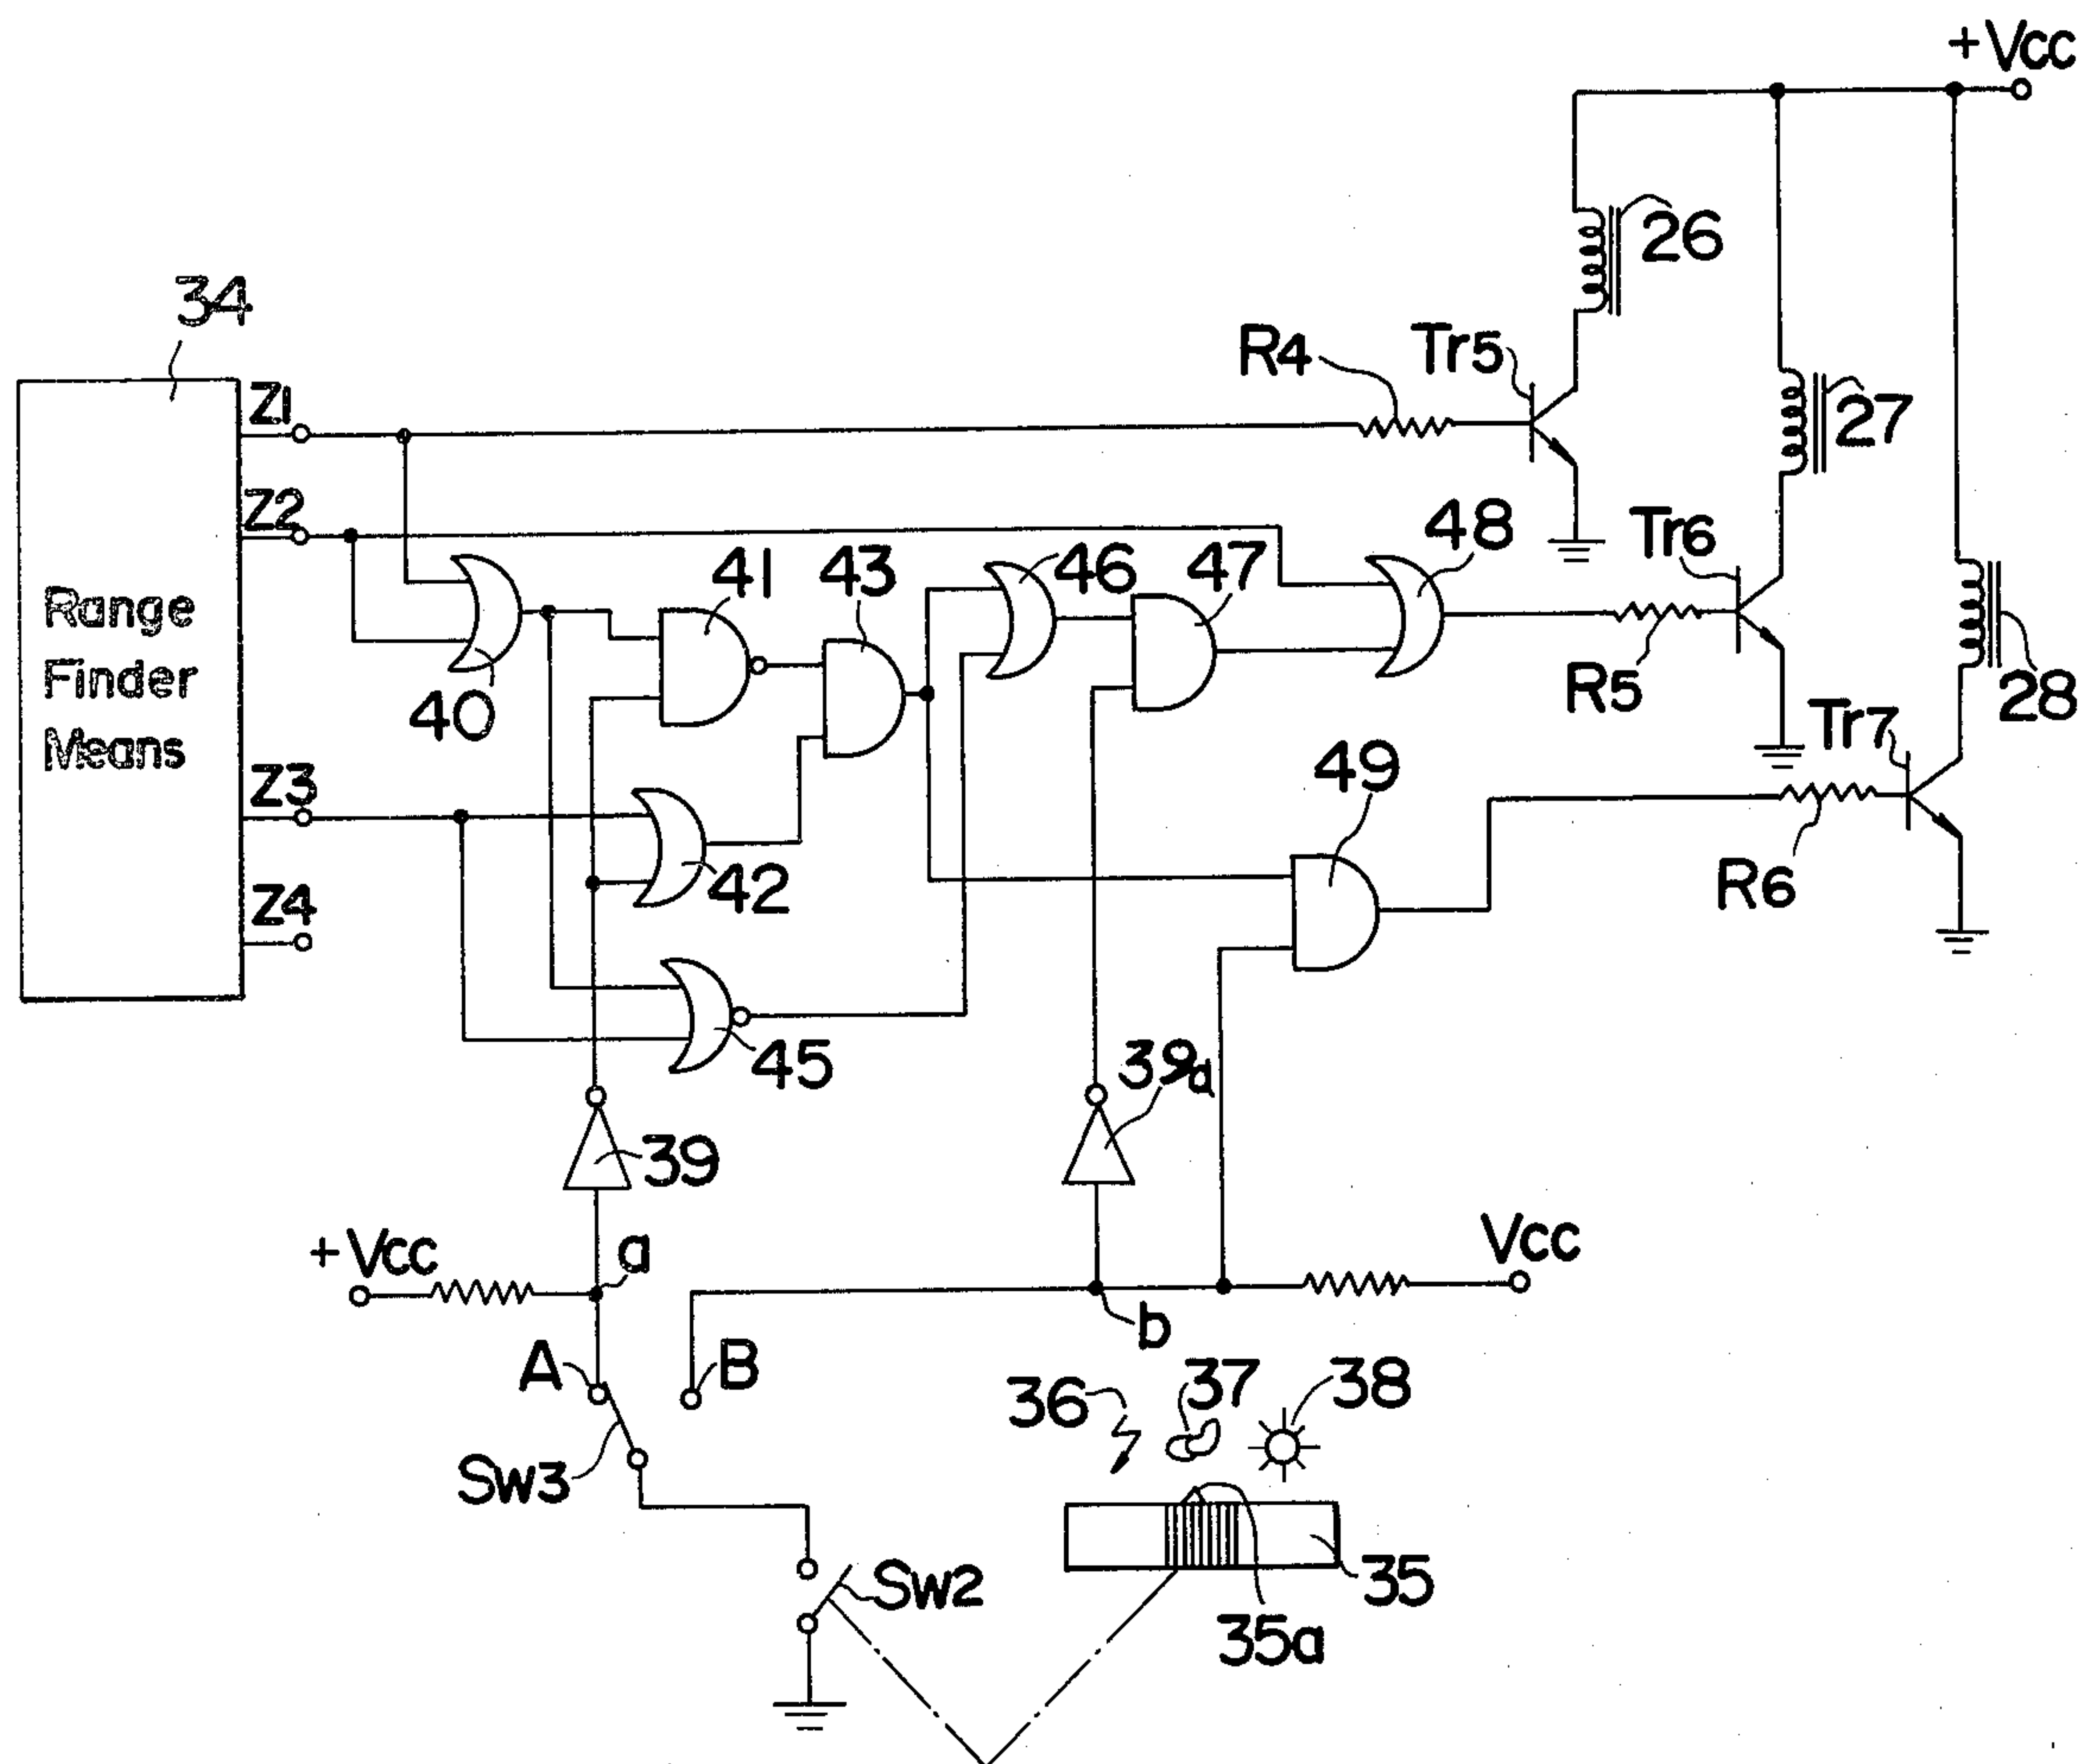 +Vcc
26
34
R4
Tr5
Z1
27
Z2
48
Tr6
41
43
46
47
Range
Finder
Means
40
R5
28
Tr7
Z3
49
42
R6
Z4
45
39a
39
+Vcc
a
Vcc
b
A
B
36
37
38
Sw3
Sw2
35
35a